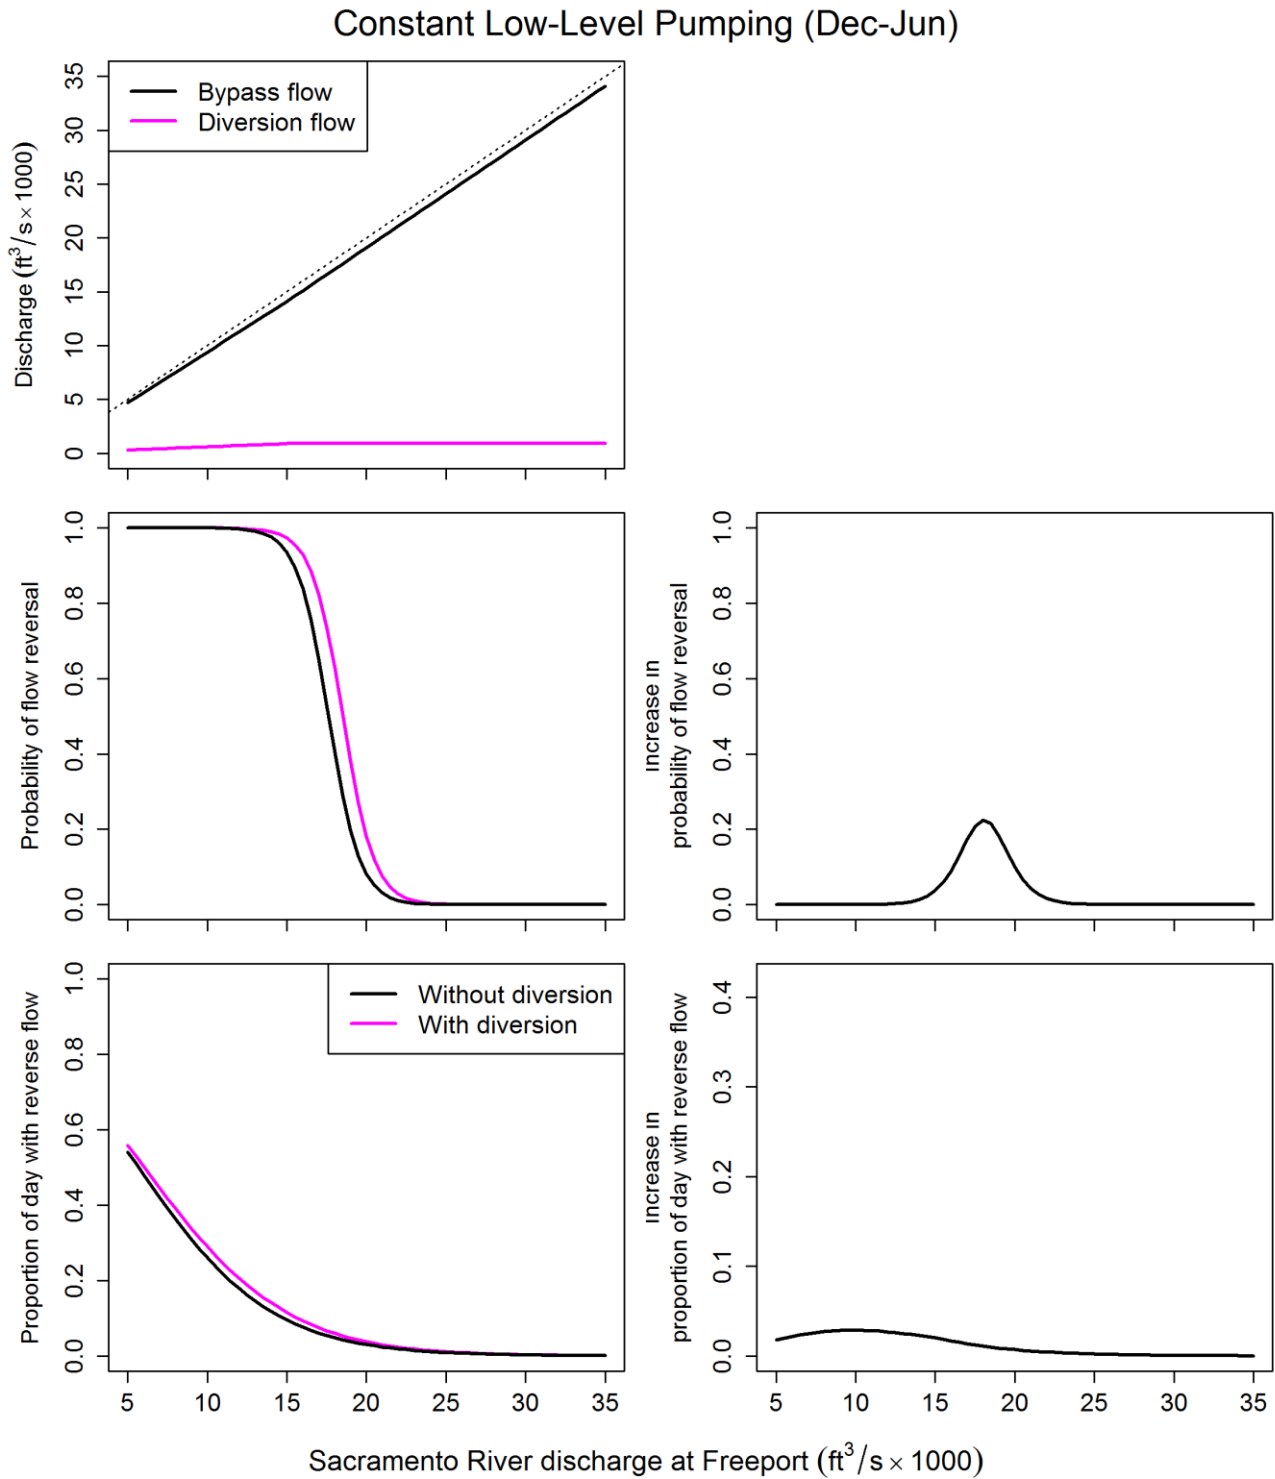 Constant Low-Level Pumping (Dec-Jun)
Bypass flow
Diversion flow
Discharge (ft³/s × 1000)
35
30
25
20
15
10
5
0
Probability of flow reversal
1.0
0.8
0.6
0.4
0.2
0.0
Increase in
probability of flow reversal
1.0
0.8
0.6
0.4
0.2
0.0
Without diversion
With diversion
Proportion of day with reverse flow
1.0
0.8
0.6
0.4
0.2
0.0
5 10 15 20 25 30 35
Increase in
proportion of day with reverse flow
0.4
0.3
0.2
0.1
0.0
5 10 15 20 25 30 35
Sacramento River discharge at Freeport (ft³/s × 1000)